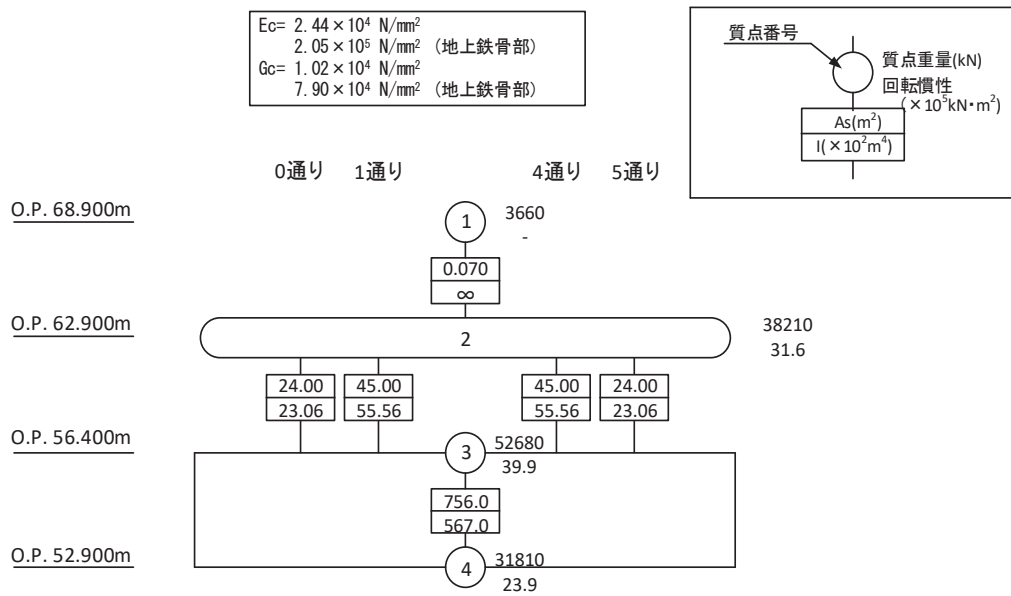 Ec= 2.44×10⁴ N/mm²
2.05×10⁵ N/mm² (地上鉄骨部)
Gc= 1.02×10⁴ N/mm²
7.90×10⁴ N/mm² (地上鉄骨部)
質点番号
質点重量(kN)
回転慣性
(×10⁵kN・m²)
As(m²)
I(×10²m⁴)
0通り 1通り 4通り 5通り
O.P. 68.900m
1
3660
-
0.070
∞
O.P. 62.900m
2
38210
31.6
24.00 45.00 45.00 24.00
23.06 55.56 55.56 23.06
O.P. 56.400m
3
52680
39.9
756.0
567.0
O.P. 52.900m
4
31810
23.9